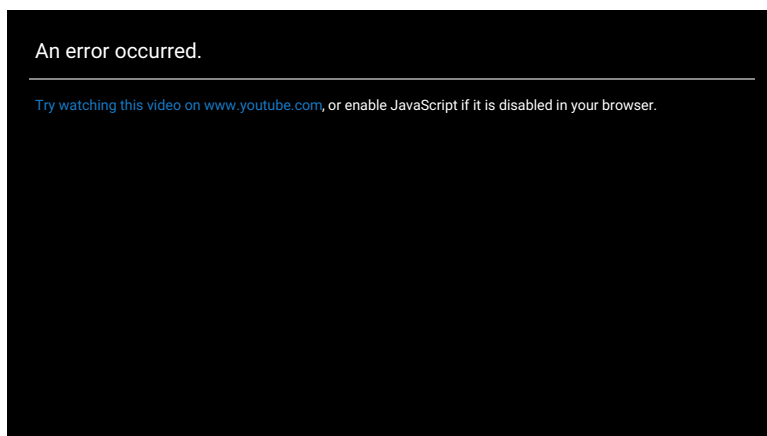 An error occurred.
Try watching this video on www.youtube.com, or enable JavaScript if it is disabled in your browser.